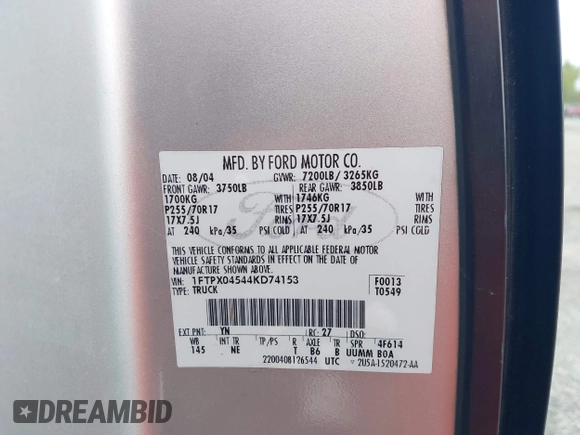 MFD. BY FORD MOTOR CO.
DATE: 08/04 GVWR: 7200LB/ 3265KG
FRONT GAWR: 3750LB REAR GAWR: 3850LB
1700KG WITH 1746KG WITH
P255/70R17 TIRES P255/70R17 TIRES
17X7.5J RIMS 17X7.5J RIMS
AT 240 kPa/35 PSI COLD AT 240 kPa/35 PSI COLD
THIS VEHICLE CONFORMS TO ALL APPLICABLE FEDERAL MOTOR
VEHICLE SAFETY STANDARDS IN EFFECT ON THE DATE OF
MANUFACTURE SHOWN ABOVE.
VIN: 1FTPX04544KD74153 F0013
TYPE: TRUCK T0549
EXT PNT: YN RC: 27 DSO:
WB INT TR TP/PS R AXLE TR SPR 4F614
145 NE T B6 B UUMM B0A
2200408126544 UTC 2U5A-1520472-AA
Ford
DREAMBID